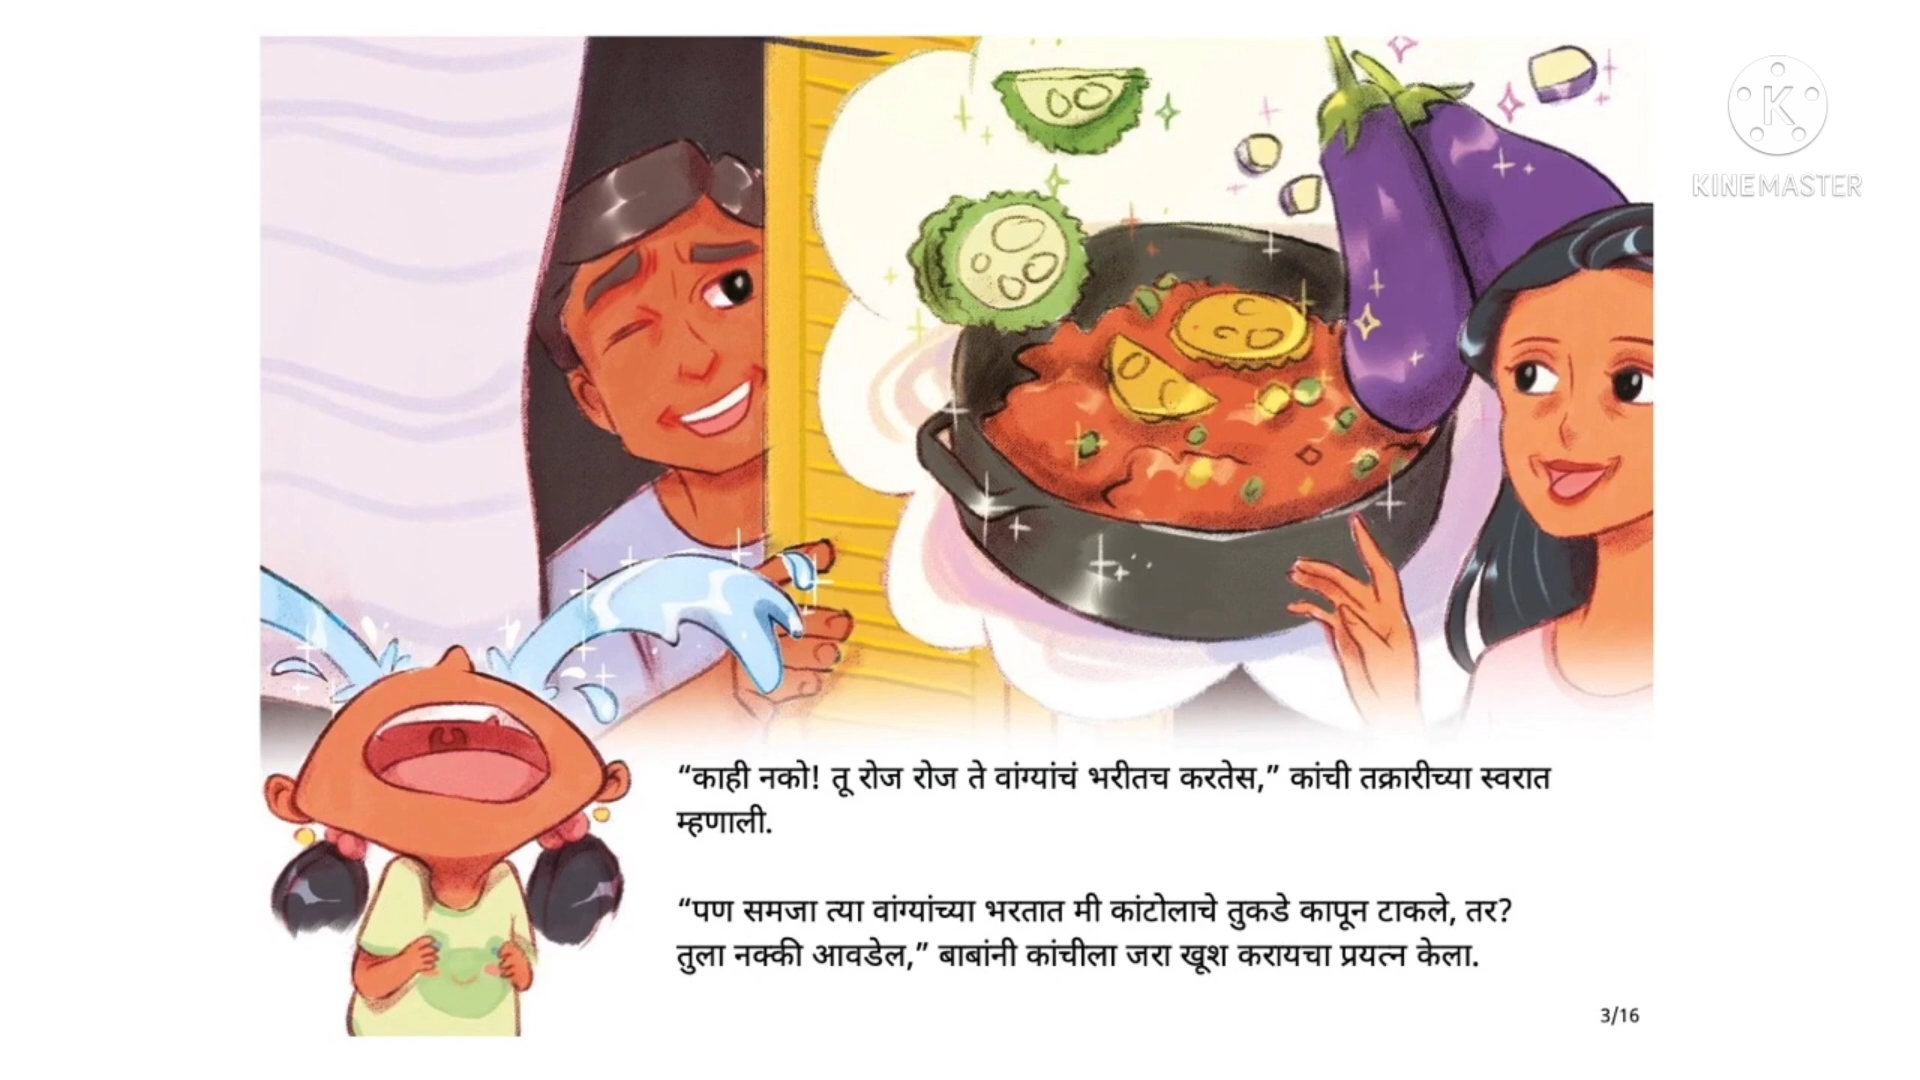 KINEMASTER
“काही नको! तू रोज रोज ते वांग्यांचं भरीतच करतेस,” कांची तक्रारीच्या स्वरात
म्हणाली.
“पण समजा त्या वांग्यांच्या भरतात मी कांटोलाचे तुकडे कापून टाकले, तर?
तुला नक्की आवडेल,” बाबांनी कांचीला जरा खूश करायचा प्रयत्न केला.
3/16